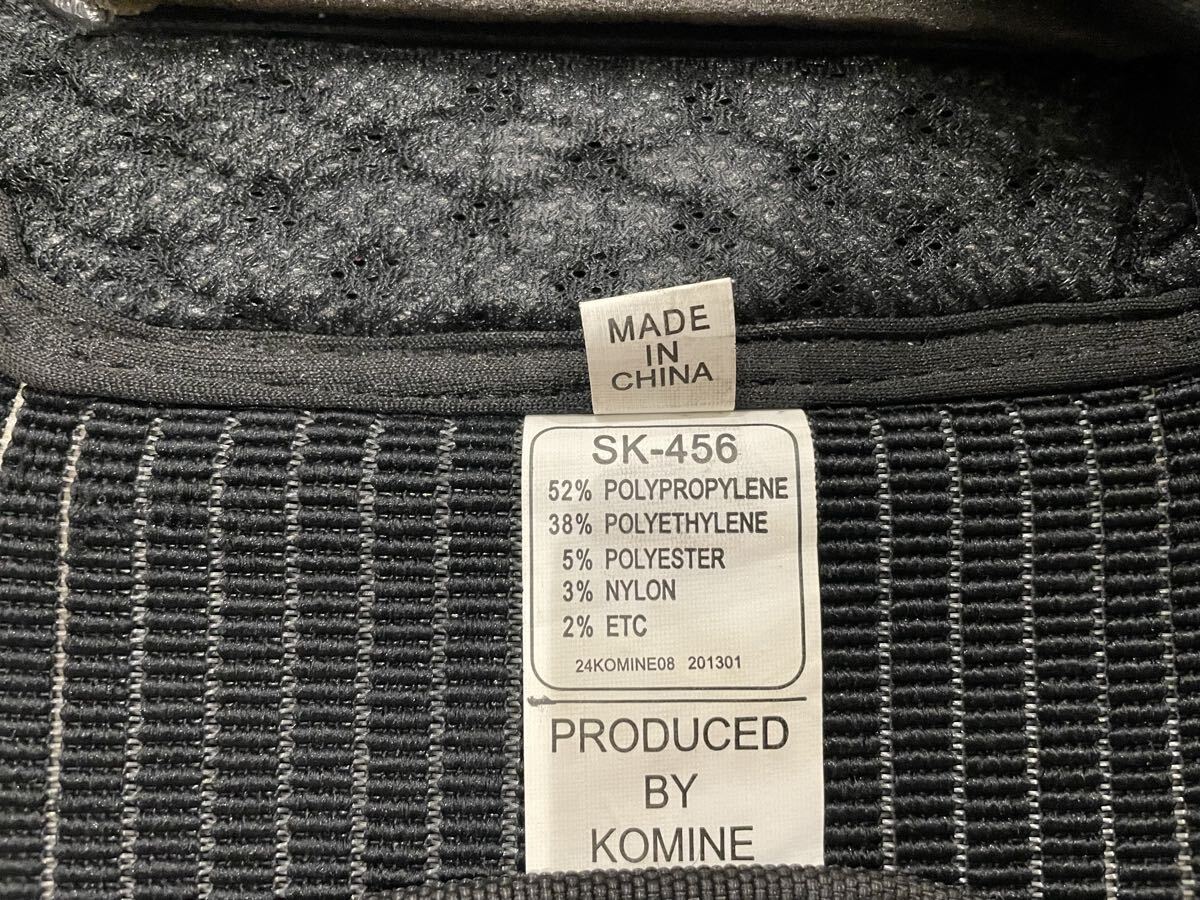 MADE
IN
CHINA
SK-456
52% POLYPROPYLENE
38% POLYETHYLENE
5% POLYESTER
3% NYLON
2% ETC
24KOMINE08 201301
PRODUCED
BY
KOMINE